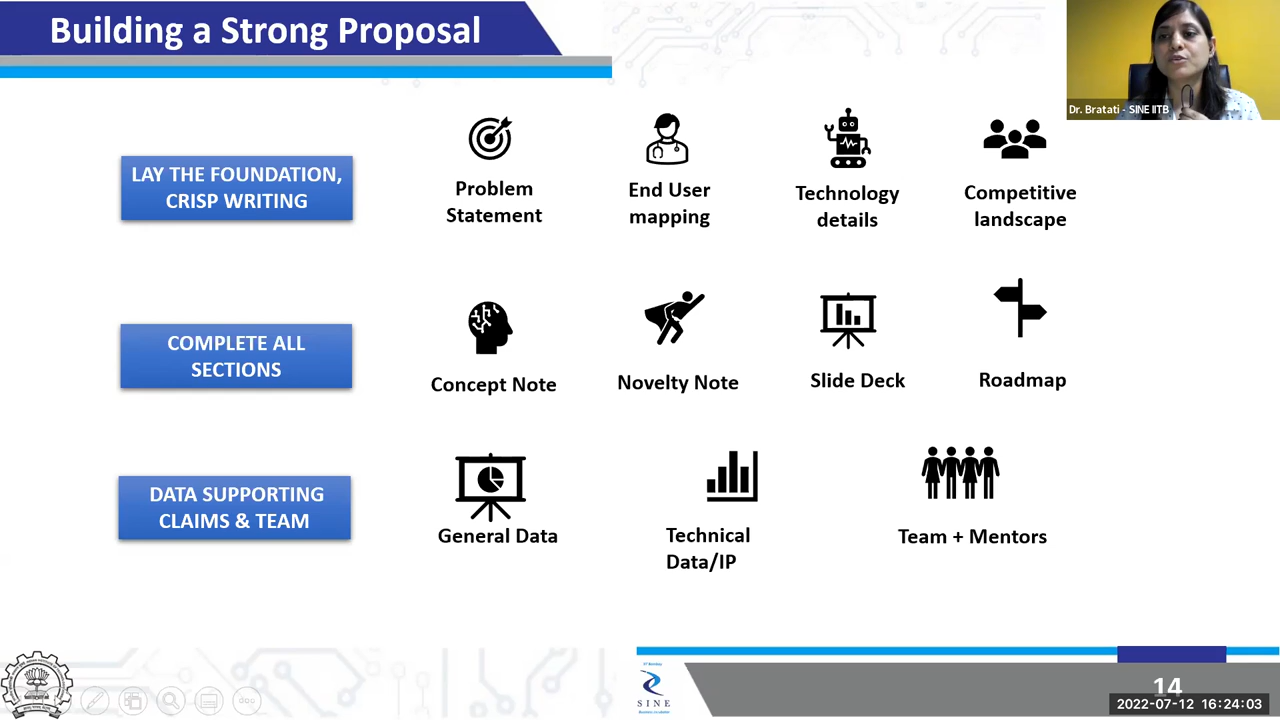 Building a Strong Proposal
Dr. Bratati - SINE IITB
LAY THE FOUNDATION,
CRISP WRITING
Problem
Statement
End User
mapping
Technology
details
Competitive
landscape
COMPLETE ALL
SECTIONS
Concept Note
Novelty Note
Slide Deck
Roadmap
DATA SUPPORTING
CLAIMS & TEAM
General Data
Technical
Data/IP
Team + Mentors
SINE
14
2022-07-12 16:24:03